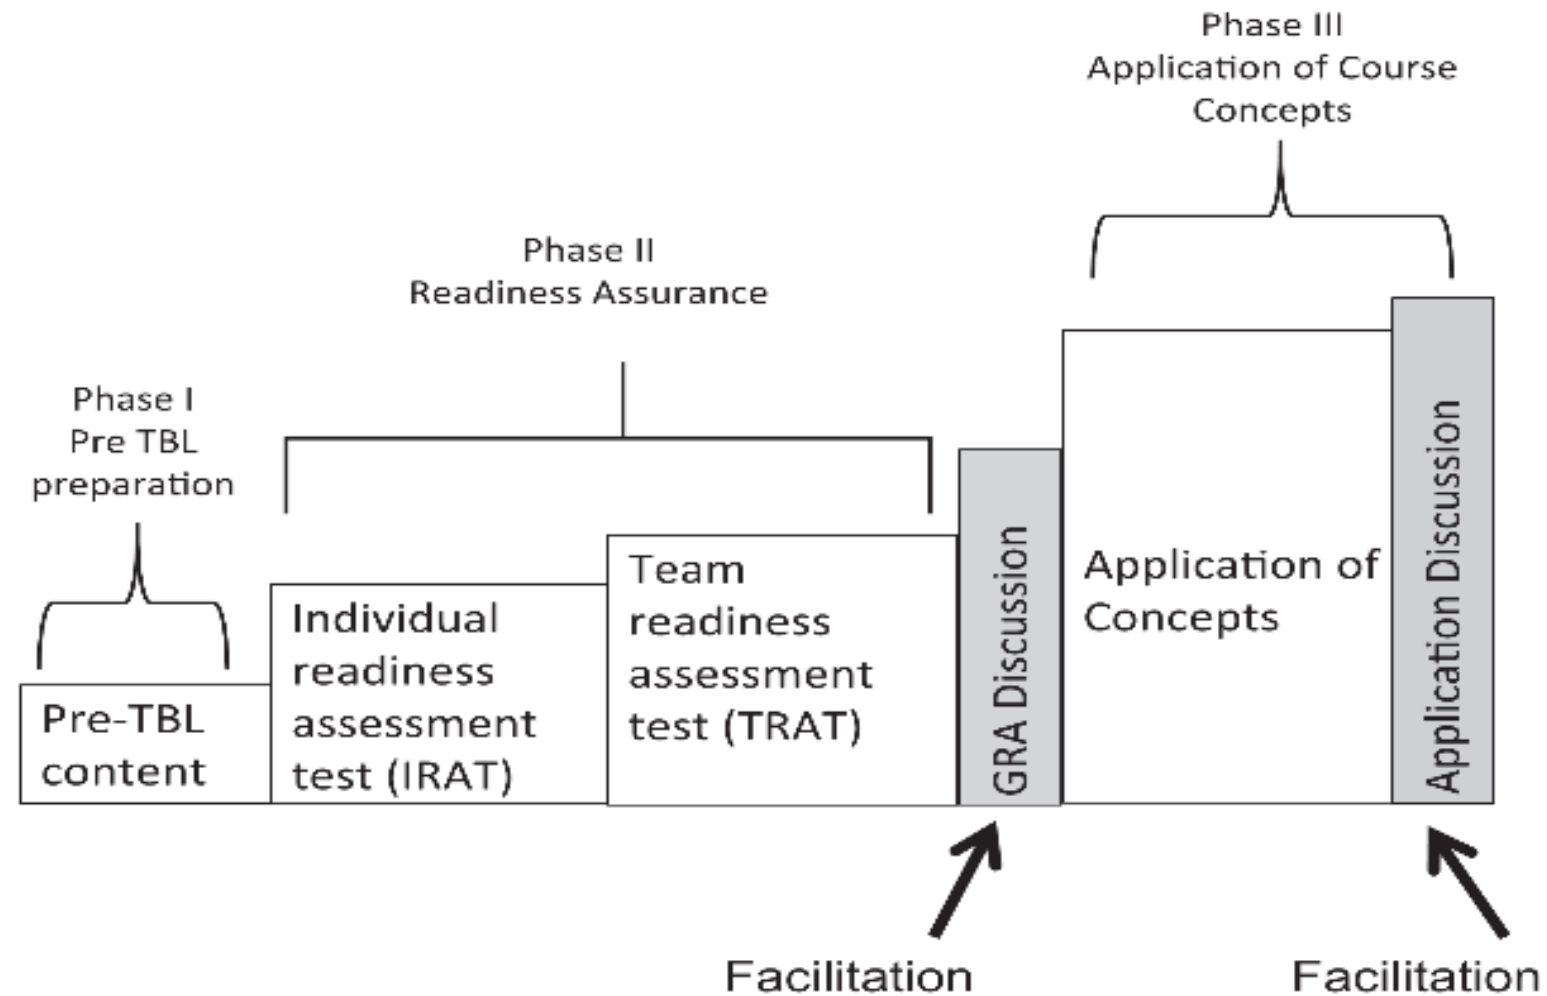 Phase I
Pre TBL
preparation
Phase II
Readiness Assurance
Phase III
Application of Course
Concepts
Pre-TBL
content
Individual
readiness
assessment
test (IRAT)
Team
readiness
assessment
test (TRAT)
GRA Discussion
Application of
Concepts
Application Discussion
Facilitation
Facilitation